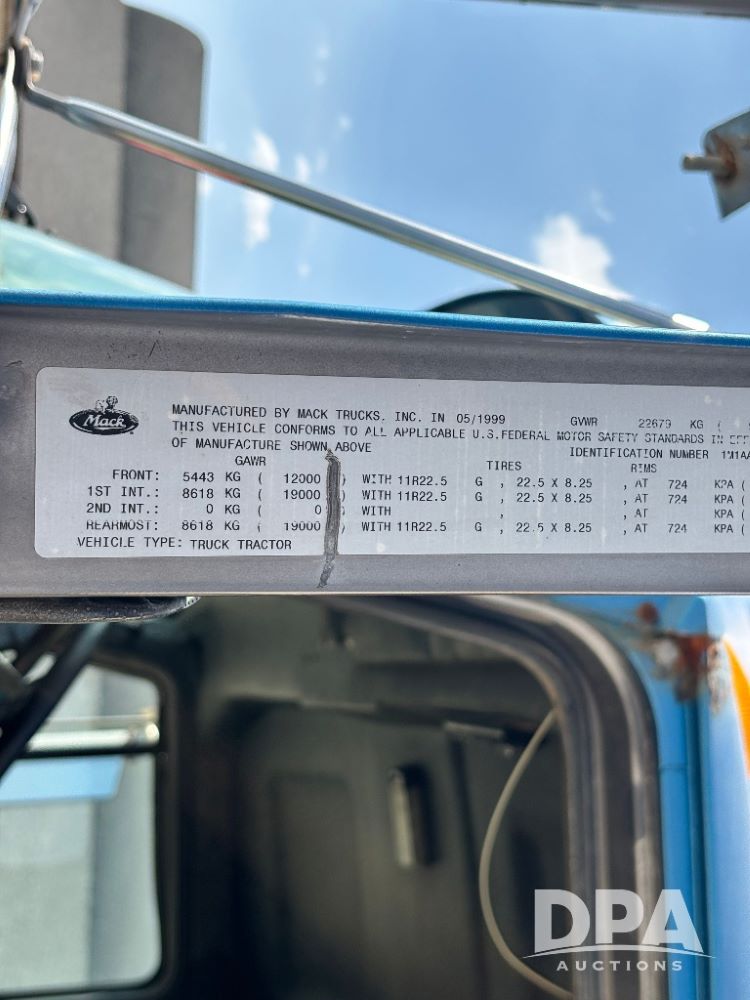 Mack
MANUFACTURED BY MACK TRUCKS. INC. IN 05/1999 GVWR 22679 KG (
THIS VEHICLE CONFORMS TO ALL APPLICABLE U.S.FEDERAL MOTOR SAFETY STANDARDS IN EFF
OF MANUFACTURE SHOWN ABOVE IDENTIFICATION NUMBER 1M1AA
GAWR TIRES RIMS
FRONT: 5443 KG ( 12000 ) WITH 11R22.5 G , 22.5 X 8.25 , AT 724 KPA (
1ST INT.: 8618 KG ( 19000 ) WITH 11R22.5 G , 22.5 X 8.25 , AT 724 KPA (
2ND INT.: 0 KG ( 0 ) WITH , , AT KPA (
REARMOST: 8618 KG ( 19000 ) WITH 11R22.5 G , 22.5 X 8.25 , AT 724 KPA (
VEHICLE TYPE: TRUCK TRACTOR
DPA
AUCTIONS